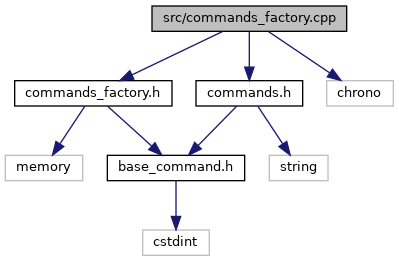 src/commands_factory.cpp
commands_factory.h
commands.h
chrono
memory
base_command.h
string
cstdint